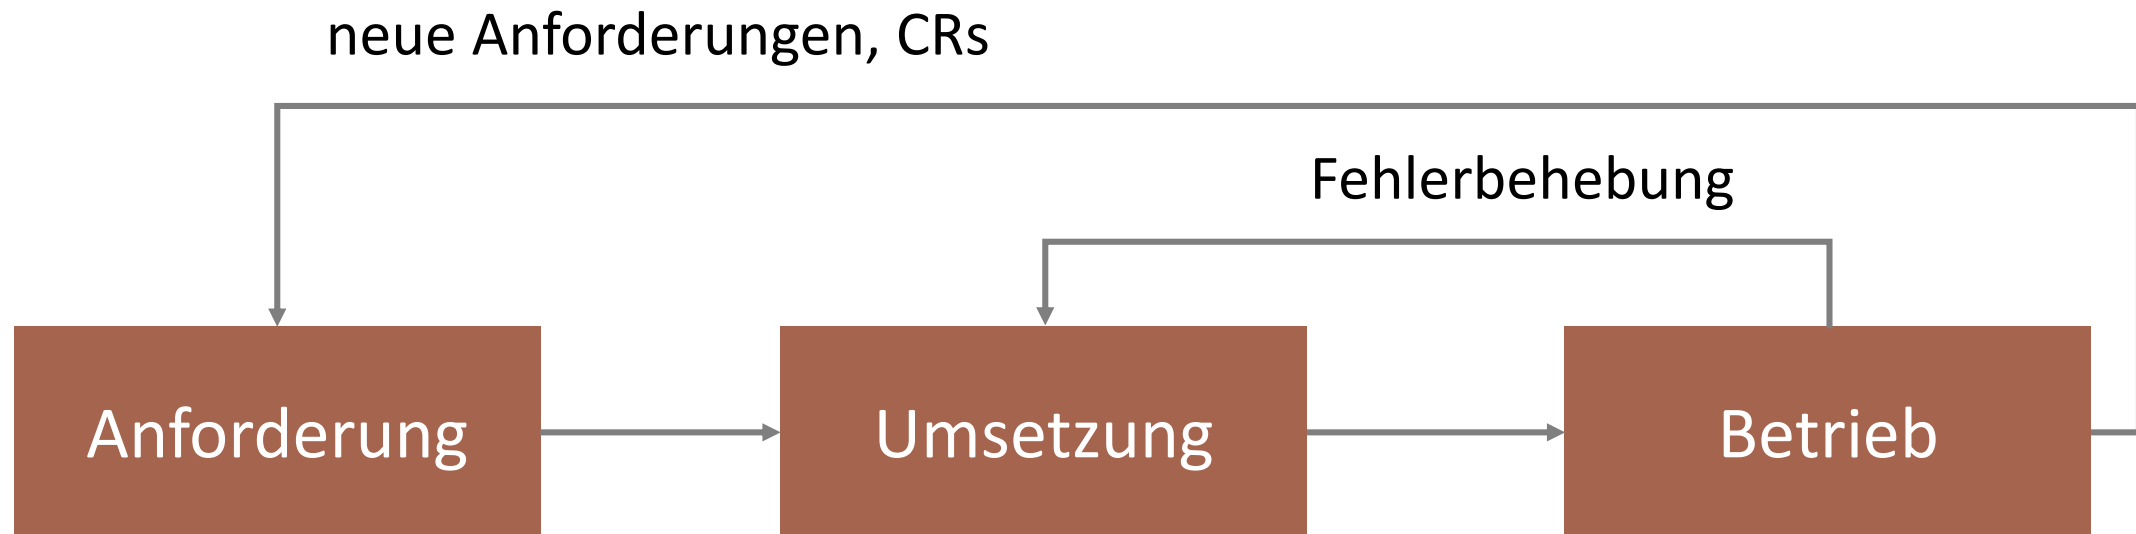 neue Anforderungen, CRs
Fehlerbehebung
Anforderung
Umsetzung
Betrieb